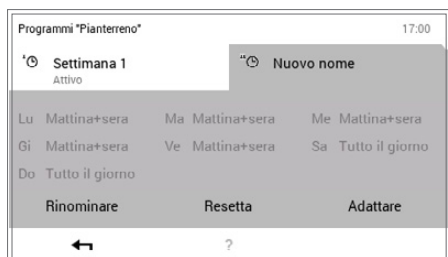 Programmi "Pianterreno" 17:00
Settimana 1 Nuovo nome
Attivo
Lu Mattina+sera Ma Mattina+sera Me Mattina+sera
Gi Mattina+sera Ve Mattina+sera Sa Tutto il giorno
Do Tutto il giorno
Rinominare Resetta Adattare
?